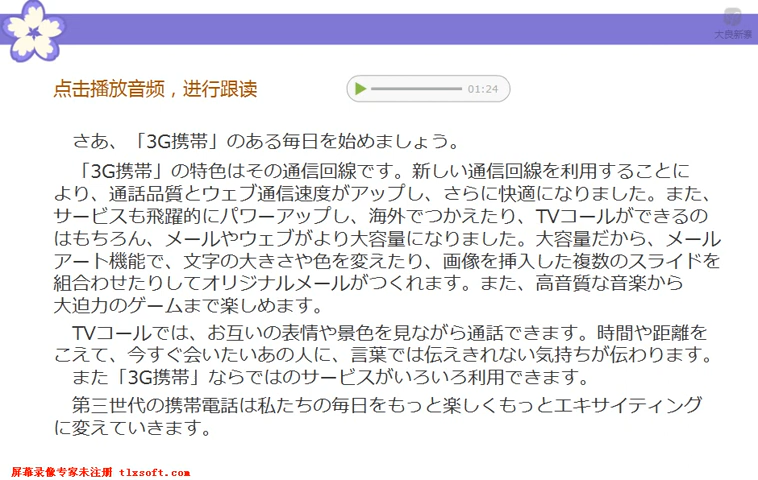 大良新寨
点击播放音频，进行跟读
01:24
さあ、「3G携帯」のある毎日を始めましょう。
「3G携帯」の特色はその通信回線です。新しい通信回線を利用することに
より、通話品質とウェブ通信速度がアップし、さらに快適になりました。また、
サービスも飛躍的にパワーアップし、海外でつかえたり、TVコールができるの
はもちろん、メールやウェブがより大容量になりました。大容量だから、メール
アート機能で、文字の大きさや色を変えたり、画像を挿入した複数のスライドを
組合わせたりしてオリジナルメールがつくれます。また、高音質な音楽から
大迫力のゲームまで楽しめます。
TVコールでは、お互いの表情や景色を見ながら通話できます。時間や距離を
こえて、今すぐ会いたいあの人に、言葉では伝えきれない気持ちが伝わります。
また「3G携帯」ならではのサービスがいろいろ利用できます。
第三世代の携帯電話は私たちの毎日をもっと楽しくもっとエキサイティング
に変えていきます。
屏幕录像专家未注册 tlxsoft.com